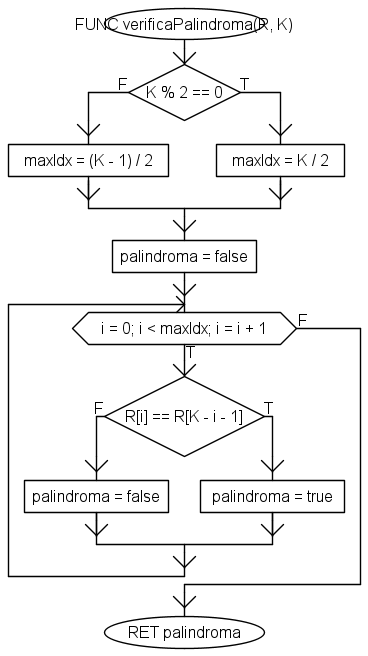 FUNC verificaPalindroma(R, K)
F
T
K % 2 == 0
maxIdx = (K - 1) / 2
maxIdx = K / 2
palindroma = false
i = 0; i < maxIdx; i = i + 1
F
T
F
T
R[i] == R[K - i - 1]
palindroma = false
palindroma = true
RET palindroma